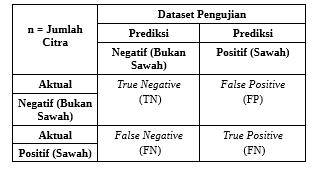 n = Jumlah
Citra
Dataset Pengujian
Prediksi
Prediksi
Negatif (Bukan
Sawah)
Positif (Sawah)
Aktual
Negatif (Bukan
Sawah)
True Negative
(TN)
False Positive
(FP)
Aktual
Positif (Sawah)
False Negative
(FN)
True Positive
(FN)